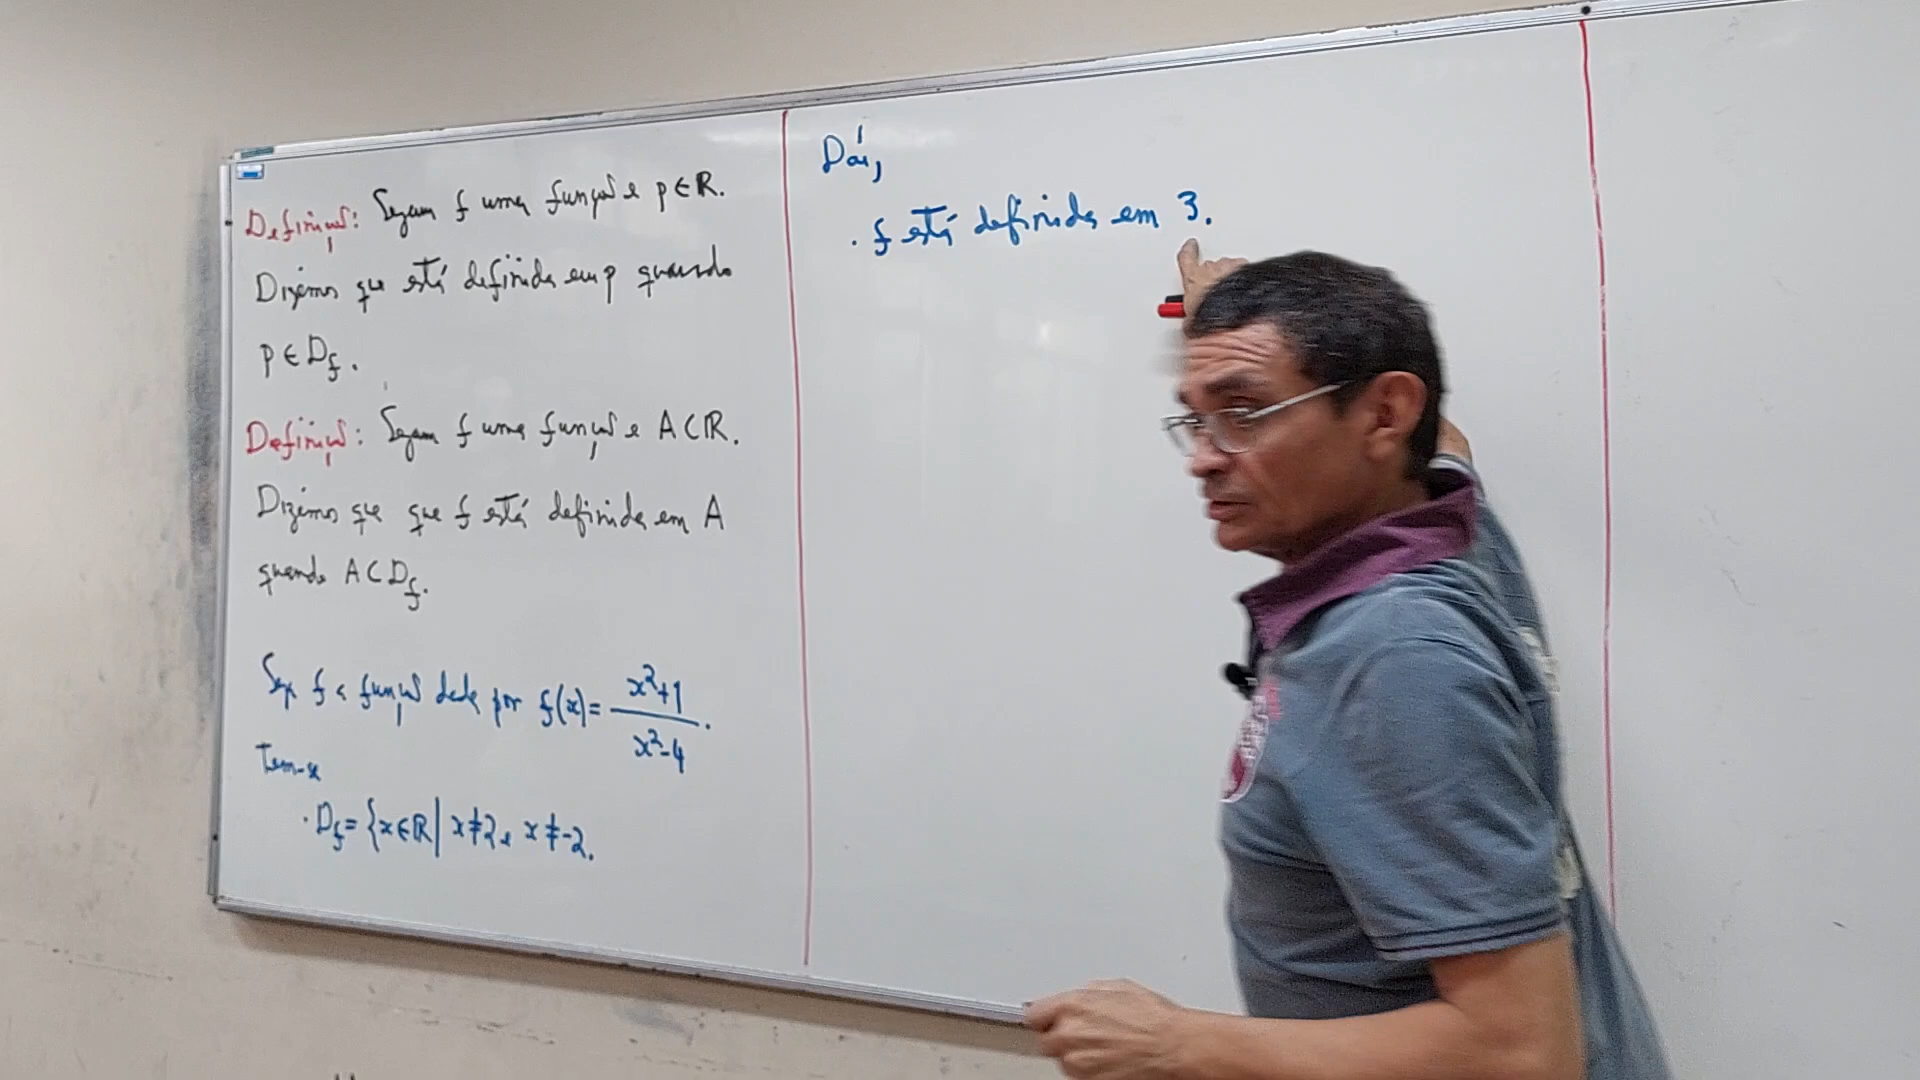 Definição: Sejam f uma função e p∈ℝ.
Dizemos que está definida em p quando
p∈D_f.
Definição: Sejam f uma função e A⊂ℝ.
Dizemos que que f está definida em A
quando A⊂D_f.
Seja f a função dada por f(x)= (x²+1)/(x²-4).
Tem-se
· D_f={x∈ℝ| x≠2 e x≠-2.
Daí,
· f está definida em 3.